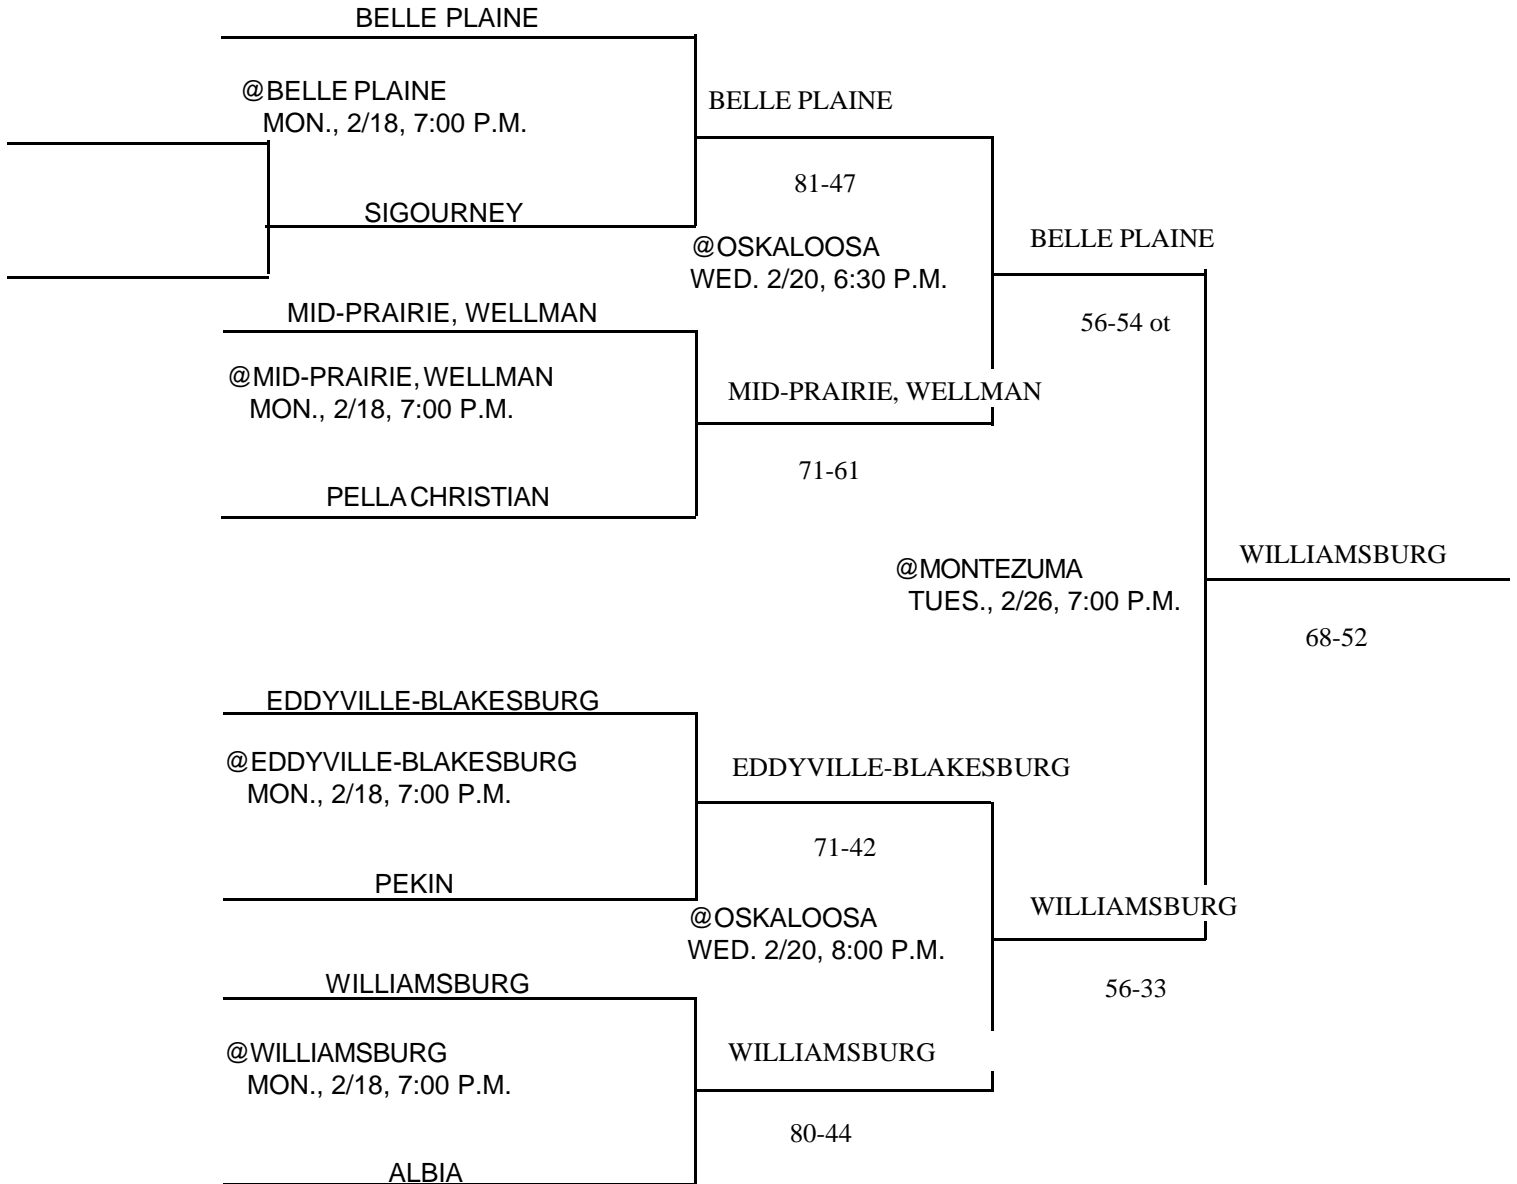 BELLE PLAINE
@BELLE PLAINE
MON., 2/18, 7:00 P.M.
BELLE PLAINE
81-47
SIGOURNEY
@OSKALOOSA
WED. 2/20, 6:30 P.M.
BELLE PLAINE
56-54 ot
MID-PRAIRIE, WELLMAN
@MID-PRAIRIE, WELLMAN
MON., 2/18, 7:00 P.M.
MID-PRAIRIE, WELLMAN
71-61
PELLA CHRISTIAN
@MONTEZUMA
TUES., 2/26, 7:00 P.M.
WILLIAMSBURG
68-52
EDDYVILLE-BLAKESBURG
@EDDYVILLE-BLAKESBURG
MON., 2/18, 7:00 P.M.
EDDYVILLE-BLAKESBURG
71-42
PEKIN
@OSKALOOSA
WED. 2/20, 8:00 P.M.
WILLIAMSBURG
56-33
WILLIAMSBURG
@WILLIAMSBURG
MON., 2/18, 7:00 P.M.
WILLIAMSBURG
80-44
ALBIA